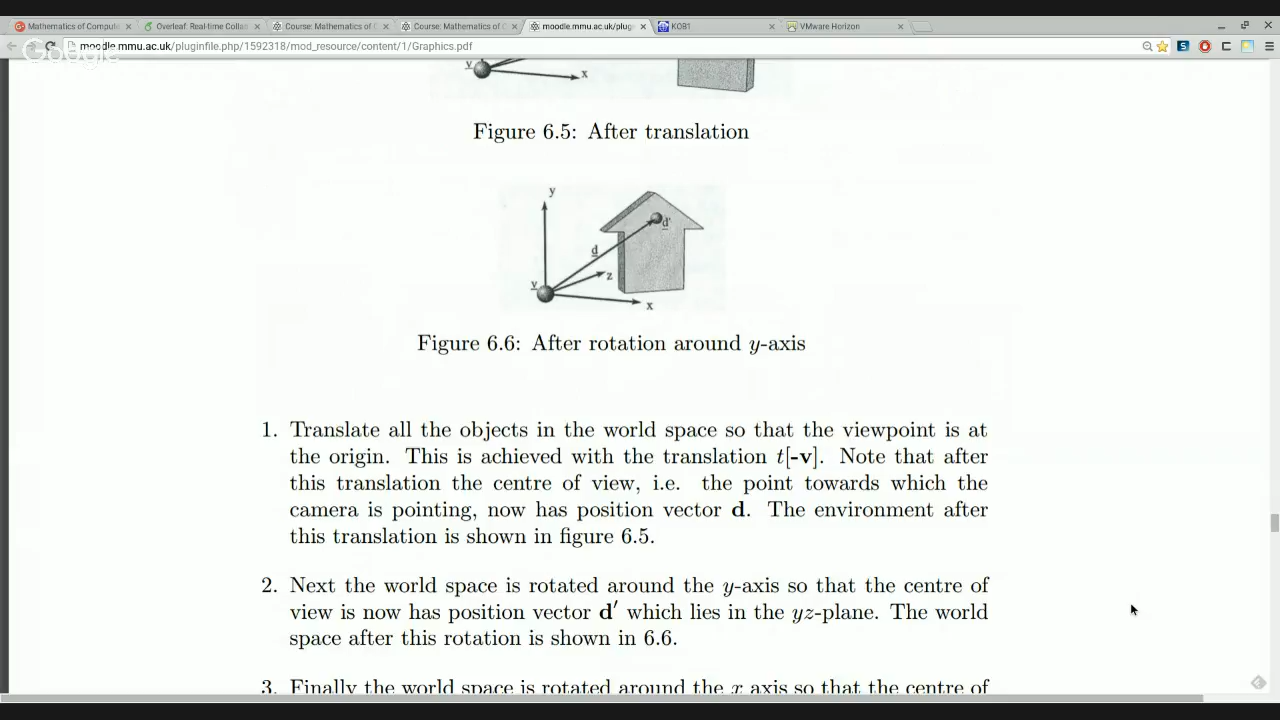 Mathematics of Compute
Overleaf: Real-time Collab
Course: Mathematics of C
Course: Mathematics of C
moodle.mmu.ac.uk/plug
KOB1
VMware Horizon
moodle.mmu.ac.uk/pluginfile.php/1592318/mod_resource/content/1/Graphics.pdf
Google
v
x
Figure 6.5: After translation
y
d'
d
z
v
x
Figure 6.6: After rotation around y-axis
1. Translate all the objects in the world space so that the viewpoint is at
the origin. This is achieved with the translation t[-v]. Note that after
this translation the centre of view, i.e. the point towards which the
camera is pointing, now has position vector d. The environment after
this translation is shown in figure 6.5.
2. Next the world space is rotated around the y-axis so that the centre of
view is now has position vector d′ which lies in the yz-plane. The world
space after this rotation is shown in 6.6.
3. Finally the world space is rotated around the x axis so that the centre of